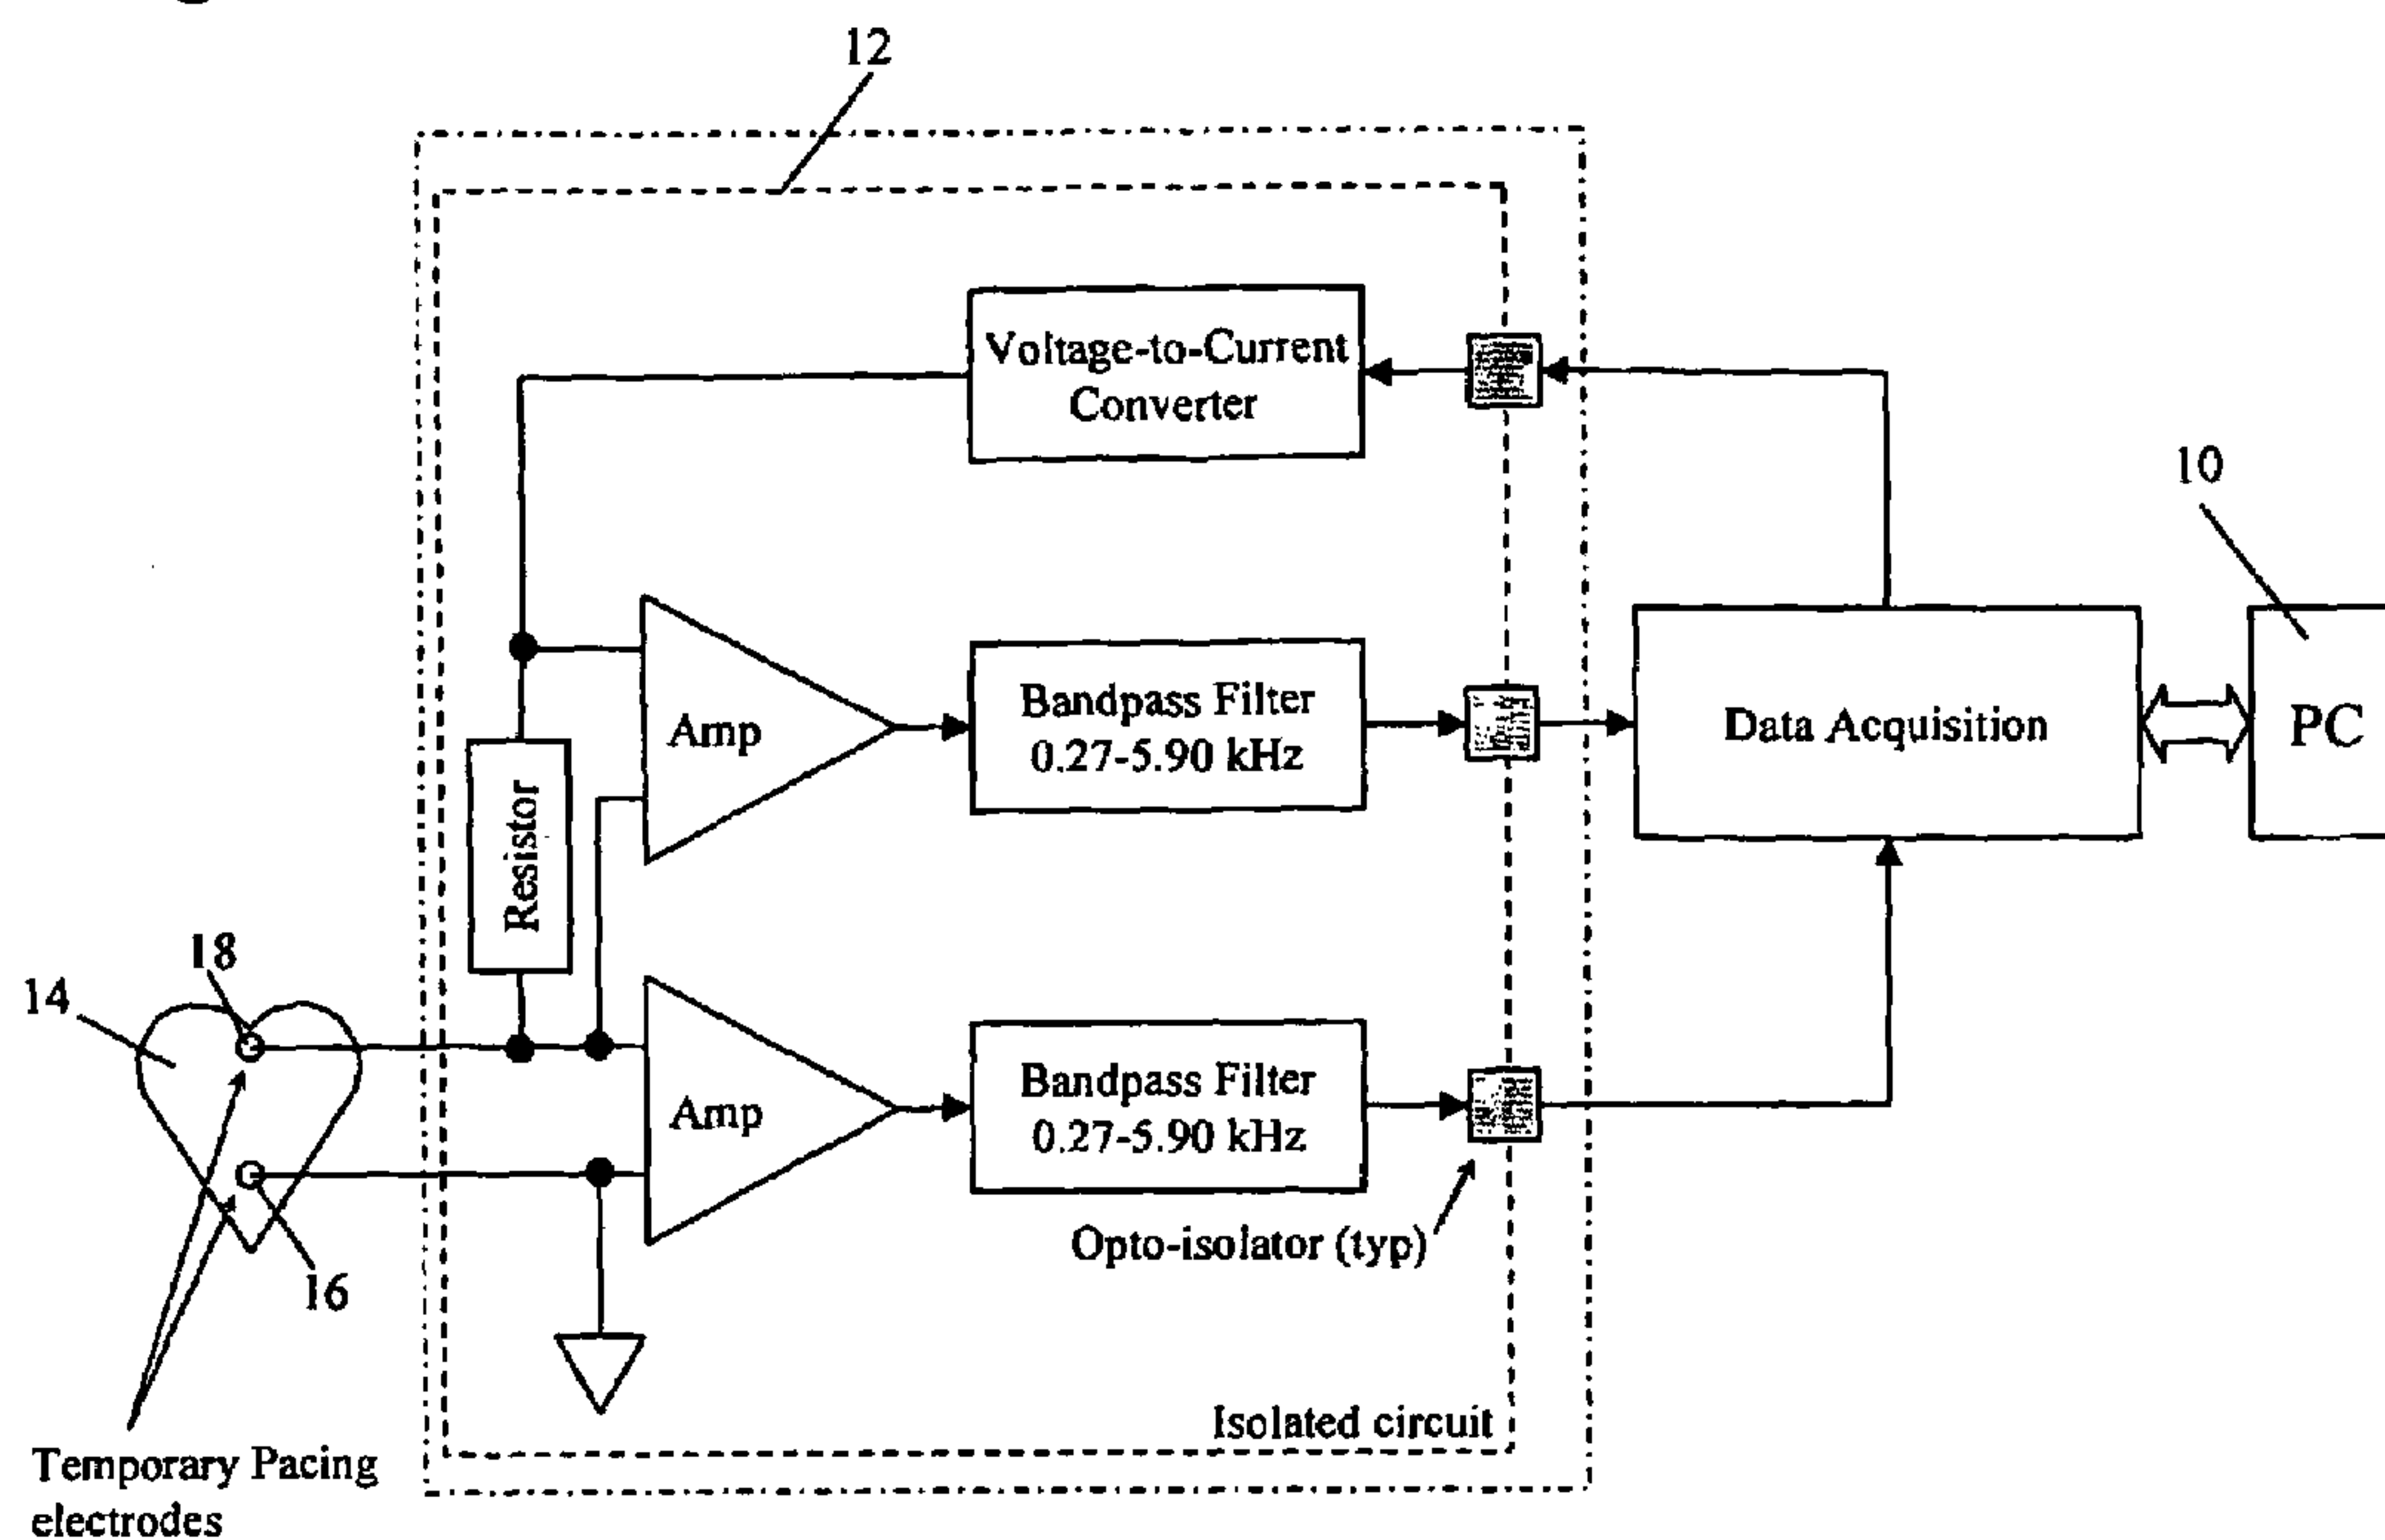 12
Voltage-to-Current
Converter
10
Amp
Bandpass Filter
0.27-5.90 kHz
Data Acquisition
PC
Resistor
18
14
Amp
Bandpass Filter
0.27-5.90 kHz
16
Opto-isolator (typ)
Isolated circuit
Temporary Pacing
electrodes